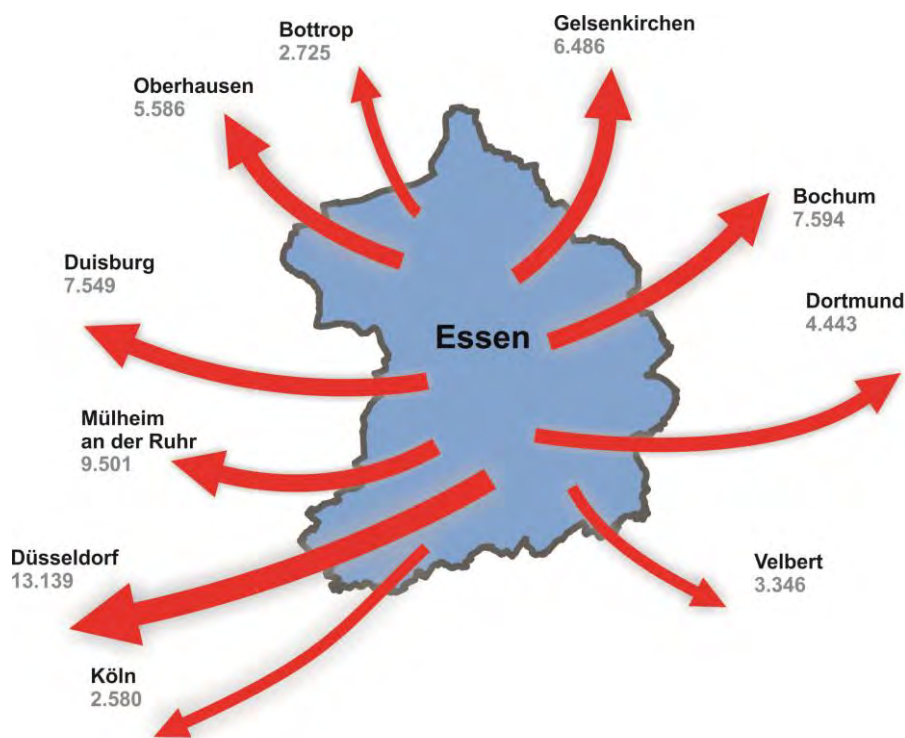 Bottrop
2.725
Gelsenkirchen
6.486
Oberhausen
5.586
Bochum
7.594
Duisburg
7.549
Dortmund
4.443
Essen
Mülheim
an der Ruhr
9.501
Düsseldorf
13.139
Velbert
3.346
Köln
2.580